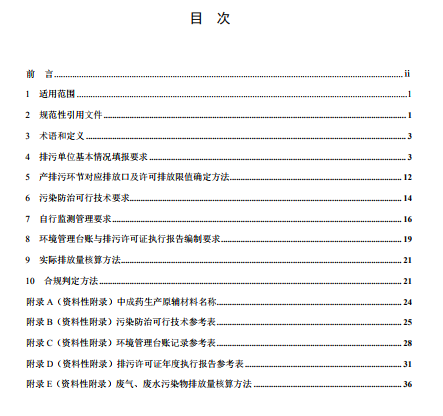 目 次
前 言 ii
1 适用范围 1
2 规范性引用文件 1
3 术语和定义 3
4 排污单位基本情况填报要求 3
5 产排污环节对应排放口及许可排放限值确定方法 12
6 污染防治可行技术要求 14
7 自行监测管理要求 16
8 环境管理台账与排污许可证执行报告编制要求 19
9 实际排放量核算方法 21
10 合规判定方法 21
附录 A（资料性附录）中成药生产原辅材料名称 24
附录 B（资料性附录）污染防治可行技术参考表 25
附录 C（资料性附录）环境管理台账记录参考表 28
附录 D（资料性附录）排污许可证年度执行报告参考表 31
附录 E（资料性附录）废气、废水污染物排放量核算方法 36